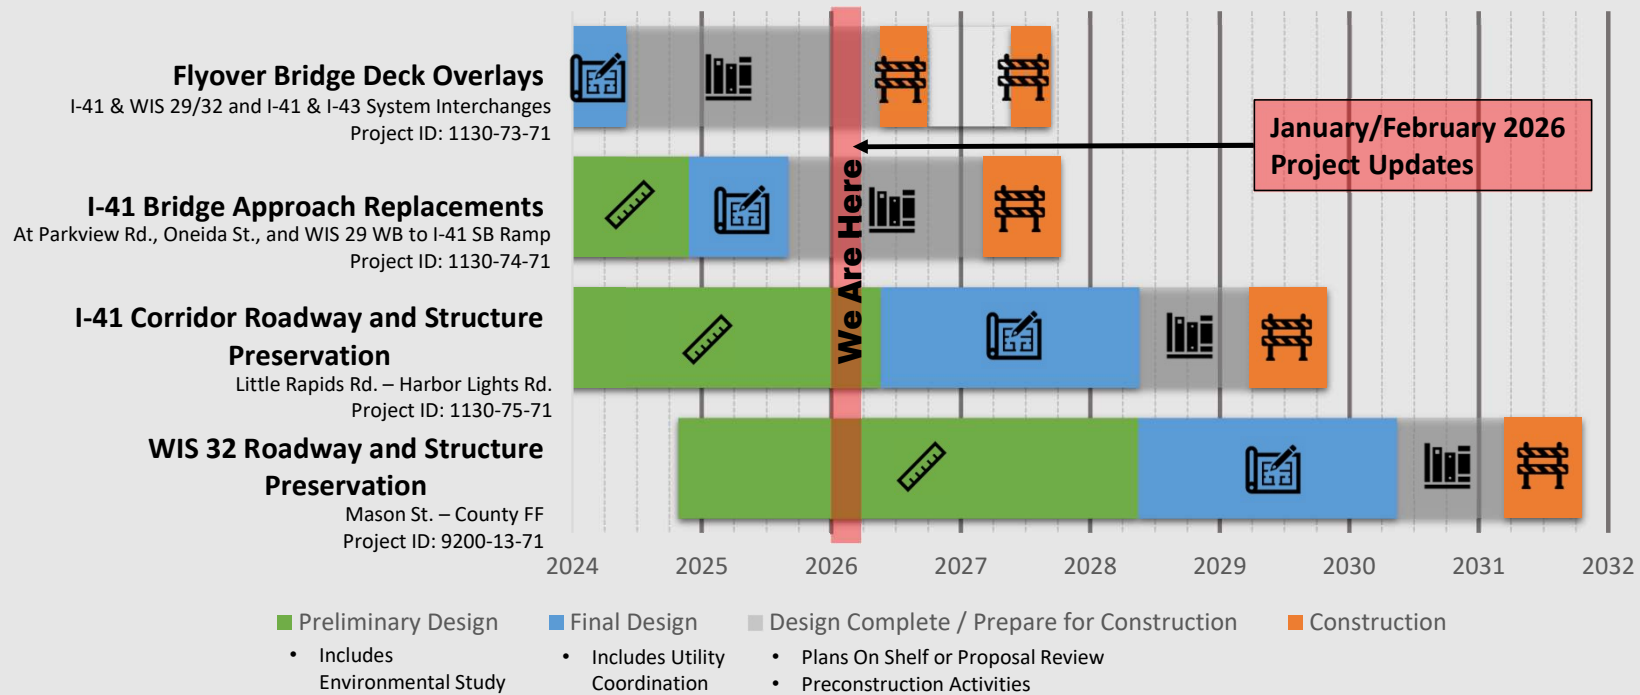 Flyover Bridge Deck Overlays
I-41 & WIS 29/32 and I-41 & I-43 System Interchanges
Project ID: 1130-73-71
I-41 Bridge Approach Replacements
At Parkview Rd., Oneida St., and WIS 29 WB to I-41 SB Ramp
Project ID: 1130-74-71
I-41 Corridor Roadway and Structure
Preservation
Little Rapids Rd. – Harbor Lights Rd.
Project ID: 1130-75-71
WIS 32 Roadway and Structure
Preservation
Mason St. – County FF
Project ID: 9200-13-71
We Are Here
January/February 2026
Project Updates
2024 2025 2026 2027 2028 2029 2030 2031 2032
Preliminary Design
• Includes
Environmental Study
Final Design
• Includes Utility
Coordination
Design Complete / Prepare for Construction
• Plans On Shelf or Proposal Review
• Preconstruction Activities
Construction